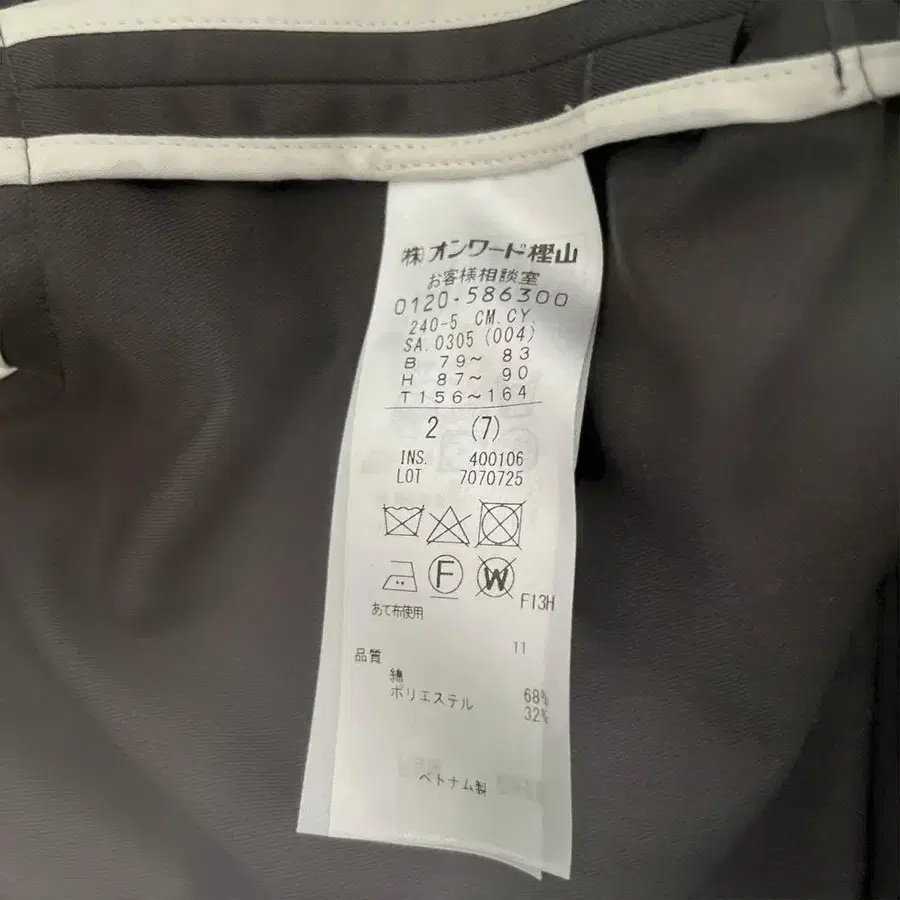 ㈱オンワード樫山
お客様相談室
0120-586300
240-5 CM.CY.
SA.0305 (004)
B 79～ 83
H 87～ 90
T156～164
2 (7)
INS. 400106
LOT 7070725
F W
F13H
あて布使用
11
品質
綿 68%
ポリエステル 32%
ベトナム製